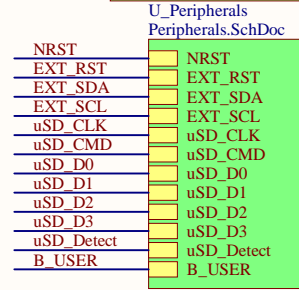 U_Peripherals
Peripherals.SchDoc
NRST NRST
EXT_RST EXT_RST
EXT_SDA EXT_SDA
EXT_SCL EXT_SCL
uSD_CLK uSD_CLK
uSD_CMD uSD_CMD
uSD_D0 uSD_D0
uSD_D1 uSD_D1
uSD_D2 uSD_D2
uSD_D3 uSD_D3
uSD_Detect uSD_Detect
B_USER B_USER